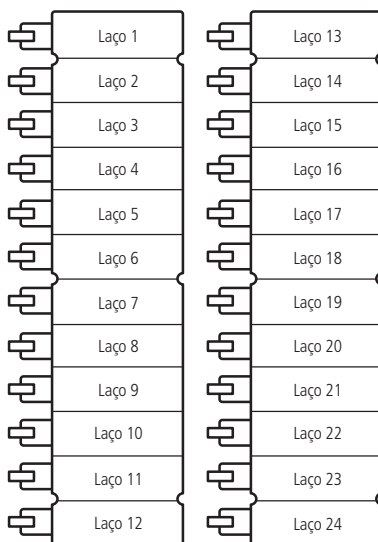 Laço 1
Laço 2
Laço 3
Laço 4
Laço 5
Laço 6
Laço 7
Laço 8
Laço 9
Laço 10
Laço 11
Laço 12
Laço 13
Laço 14
Laço 15
Laço 16
Laço 17
Laço 18
Laço 19
Laço 20
Laço 21
Laço 22
Laço 23
Laço 24